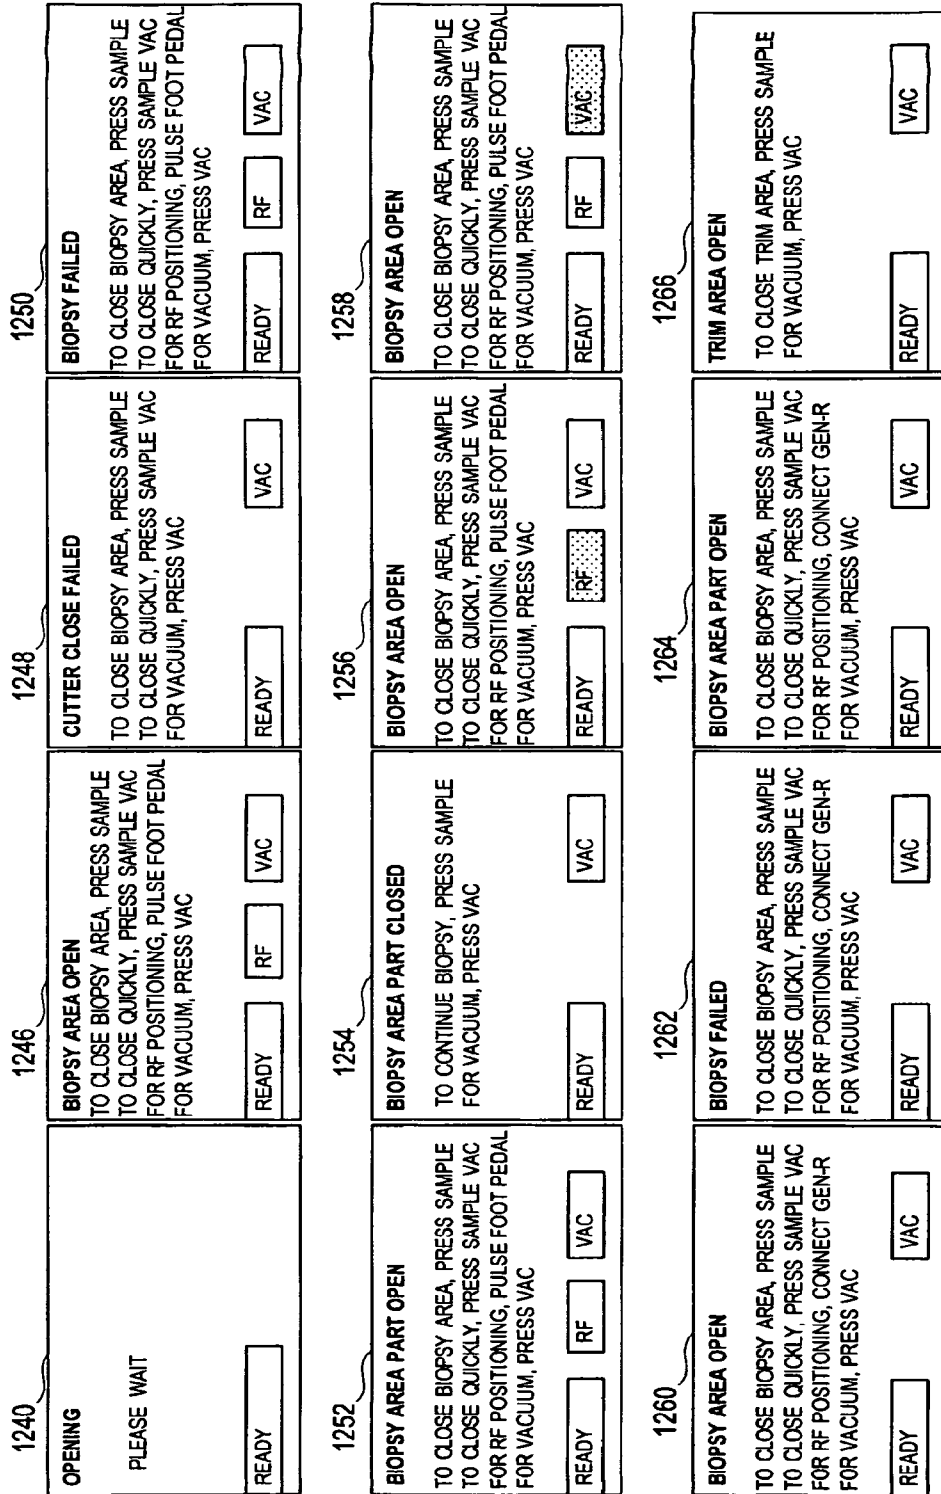 1240
OPENING
PLEASE WAIT
READY
1246
BIOPSY AREA OPEN
TO CLOSE BIOPSY AREA, PRESS SAMPLE
TO CLOSE QUICKLY, PRESS SAMPLE VAC
FOR RF POSITIONING, PULSE FOOT PEDAL
FOR VACUUM, PRESS VAC
READY RF VAC
1248
CUTTER CLOSE FAILED
TO CLOSE BIOPSY AREA, PRESS SAMPLE
TO CLOSE QUICKLY, PRESS SAMPLE VAC
FOR VACUUM, PRESS VAC
READY VAC
1250
BIOPSY FAILED
TO CLOSE BIOPSY AREA, PRESS SAMPLE
TO CLOSE QUICKLY, PRESS SAMPLE VAC
FOR RF POSITIONING, PULSE FOOT PEDAL
FOR VACUUM, PRESS VAC
READY RF VAC
1252
BIOPSY AREA PART OPEN
TO CLOSE BIOPSY AREA, PRESS SAMPLE
TO CLOSE QUICKLY, PRESS SAMPLE VAC
FOR RF POSITIONING, PULSE FOOT PEDAL
FOR VACUUM, PRESS VAC
READY RF VAC
1254
BIOPSY AREA PART CLOSED
TO CONTINUE BIOPSY, PRESS SAMPLE
FOR VACUUM, PRESS VAC
READY VAC
1256
BIOPSY AREA OPEN
TO CLOSE BIOPSY AREA, PRESS SAMPLE
TO CLOSE QUICKLY, PRESS SAMPLE VAC
FOR RF POSITIONING, PULSE FOOT PEDAL
FOR VACUUM, PRESS VAC
READY RF VAC
1258
BIOPSY AREA OPEN
TO CLOSE BIOPSY AREA, PRESS SAMPLE
TO CLOSE QUICKLY, PRESS SAMPLE VAC
FOR RF POSITIONING, PULSE FOOT PEDAL
FOR VACUUM, PRESS VAC
READY RF VAC
1260
BIOPSY AREA OPEN
TO CLOSE BIOPSY AREA, PRESS SAMPLE
TO CLOSE QUICKLY, PRESS SAMPLE VAC
FOR RF POSITIONING, CONNECT GEN-R
FOR VACUUM, PRESS VAC
READY VAC
1262
BIOPSY FAILED
TO CLOSE BIOPSY AREA, PRESS SAMPLE
TO CLOSE QUICKLY, PRESS SAMPLE VAC
FOR RF POSITIONING, CONNECT GEN-R
FOR VACUUM, PRESS VAC
READY VAC
1264
BIOPSY AREA PART OPEN
TO CLOSE BIOPSY AREA, PRESS SAMPLE
TO CLOSE QUICKLY, PRESS SAMPLE VAC
FOR RF POSITIONING, CONNECT GEN-R
FOR VACUUM, PRESS VAC
READY VAC
1266
TRIM AREA OPEN
TO CLOSE TRIM AREA, PRESS SAMPLE
FOR VACUUM, PRESS VAC
READY VAC